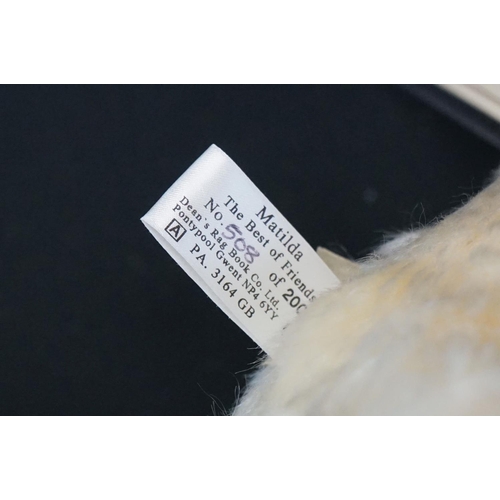 Matilda
The Best of Friends
No. 508 of 200
Dean's Rag Book Co. Ltd.,
Pontypool Gwent NP4 6YY
A PA. 3164 GB